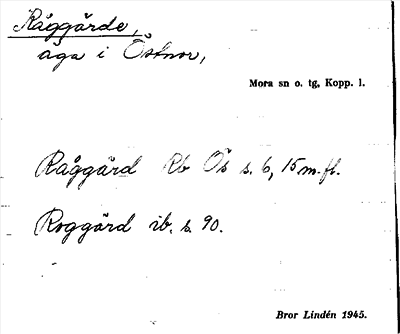 Råggärde,
äga i Östnor,
Mora sn o. tg, Kopp. l.
Råggärd Rb Ös s. 6, 15 m.fl.
Roggärd ib. s. 90.
Bror Lindén 1945.